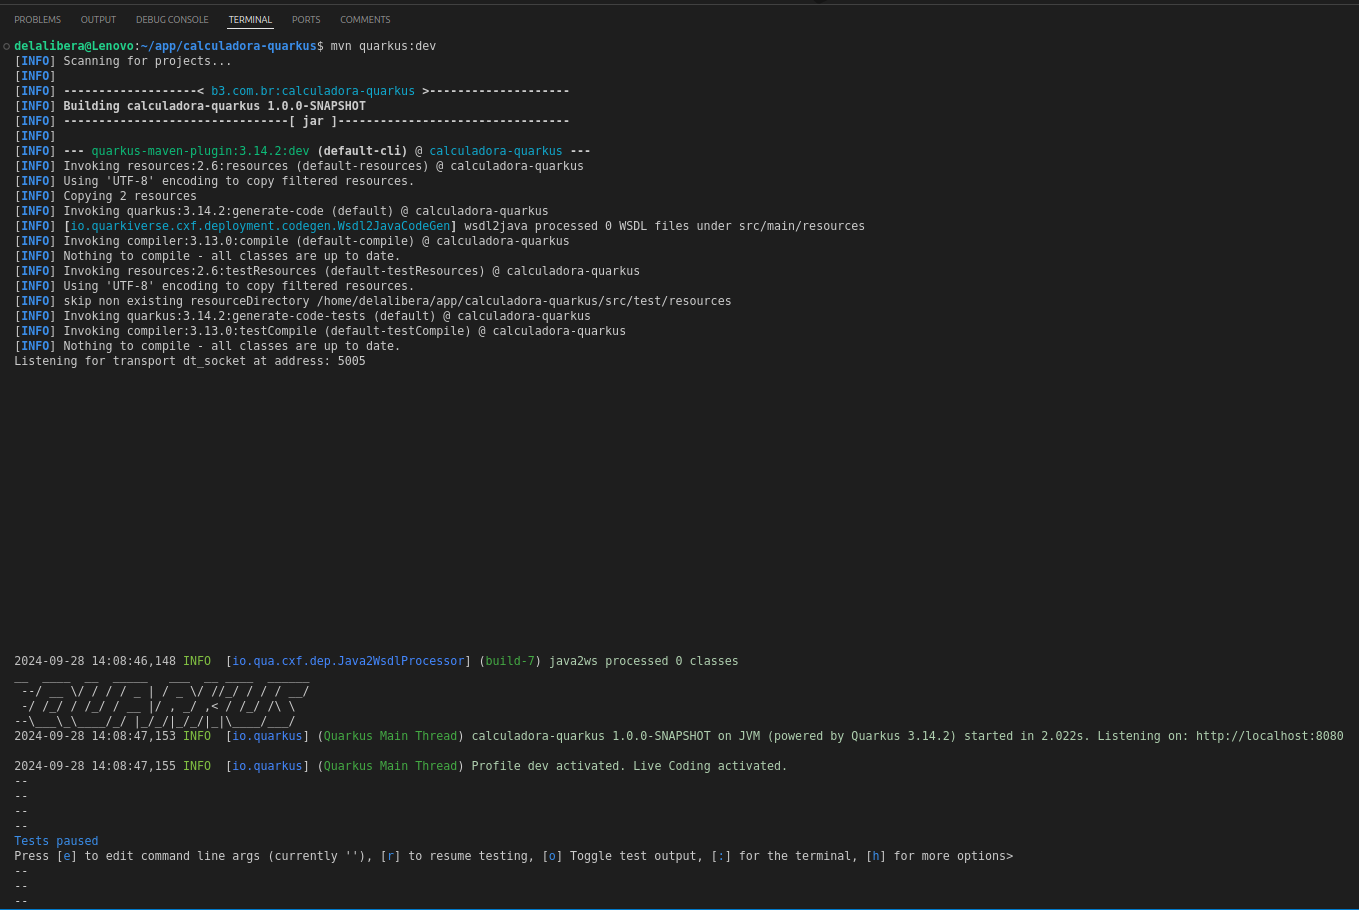 PROBLEMS OUTPUT DEBUG CONSOLE TERMINAL PORTS COMMENTS
delalibera@Lenovo:~/app/calculadora-quarkus$ mvn quarkus:dev
[INFO] Scanning for projects...
[INFO]
[INFO] -------------------< b3.com.br:calculadora-quarkus >--------------------
[INFO] Building calculadora-quarkus 1.0.0-SNAPSHOT
[INFO] --------------------------------[ jar ]---------------------------------
[INFO]
[INFO] --- quarkus-maven-plugin:3.14.2:dev (default-cli) @ calculadora-quarkus ---
[INFO] Invoking resources:2.6:resources (default-resources) @ calculadora-quarkus
[INFO] Using 'UTF-8' encoding to copy filtered resources.
[INFO] Copying 2 resources
[INFO] Invoking quarkus:3.14.2:generate-code (default) @ calculadora-quarkus
[INFO] [io.quarkiverse.cxf.deployment.codegen.Wsdl2JavaCodeGen] wsdl2java processed 0 WSDL files under src/main/resources
[INFO] Invoking compiler:3.13.0:compile (default-compile) @ calculadora-quarkus
[INFO] Nothing to compile - all classes are up to date.
[INFO] Invoking resources:2.6:testResources (default-testResources) @ calculadora-quarkus
[INFO] Using 'UTF-8' encoding to copy filtered resources.
[INFO] skip non existing resourceDirectory /home/delalibera/app/calculadora-quarkus/src/test/resources
[INFO] Invoking quarkus:3.14.2:generate-code-tests (default) @ calculadora-quarkus
[INFO] Invoking compiler:3.13.0:testCompile (default-testCompile) @ calculadora-quarkus
[INFO] Nothing to compile - all classes are up to date.
Listening for transport dt_socket at address: 5005
2024-09-28 14:08:46,148 INFO  [io.qua.cxf.dep.Java2WsdlProcessor] (build-7) java2ws processed 0 classes
__  ____  __  _____   ___  __ ____  ______
 --/ __ \/ / / / _ | / _ \/ //_/ / / / __/
 -/ /_/ / /_/ / __ |/ , _/ ,< / /_/ /\ \
--\___\_\____/_/ |_/_/|_/_/|_|\____/___/
2024-09-28 14:08:47,153 INFO  [io.quarkus] (Quarkus Main Thread) calculadora-quarkus 1.0.0-SNAPSHOT on JVM (powered by Quarkus 3.14.2) started in 2.022s. Listening on: http://localhost:8080
2024-09-28 14:08:47,155 INFO  [io.quarkus] (Quarkus Main Thread) Profile dev activated. Live Coding activated.
--
--
--
--
Tests paused
Press [e] to edit command line args (currently ''), [r] to resume testing, [o] Toggle test output, [:] for the terminal, [h] for more options>
--
--
--